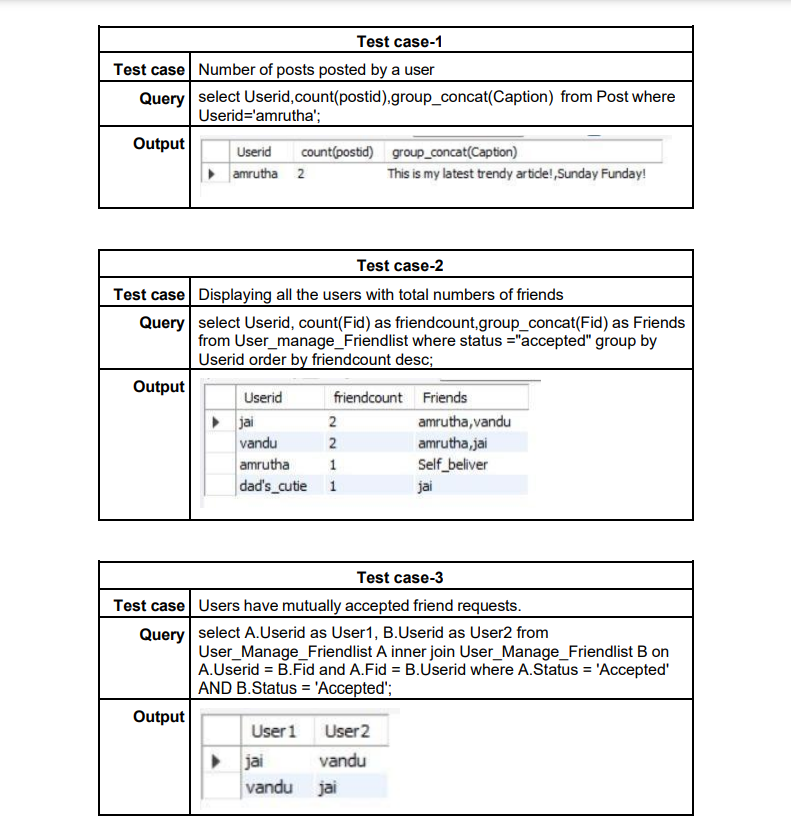 Test case-1
Test case Number of posts posted by a user
Query select Userid,count(postid),group_concat(Caption) from Post where
Userid='amrutha';
Output
Userid count(postid) group_concat(Caption)
amrutha 2 This is my latest trendy article!,Sunday Funday!
Test case-2
Test case Displaying all the users with total numbers of friends
Query select Userid, count(Fid) as friendcount,group_concat(Fid) as Friends
from User_manage_Friendlist where status ="accepted" group by
Userid order by friendcount desc;
Output
Userid friendcount Friends
jai 2 amrutha,vandu
vandu 2 amrutha,jai
amrutha 1 Self_beliver
dad's_cutie 1 jai
Test case-3
Test case Users have mutually accepted friend requests.
Query select A.Userid as User1, B.Userid as User2 from
User_Manage_Friendlist A inner join User_Manage_Friendlist B on
A.Userid = B.Fid and A.Fid = B.Userid where A.Status = 'Accepted'
AND B.Status = 'Accepted';
Output
User1 User2
jai vandu
vandu jai